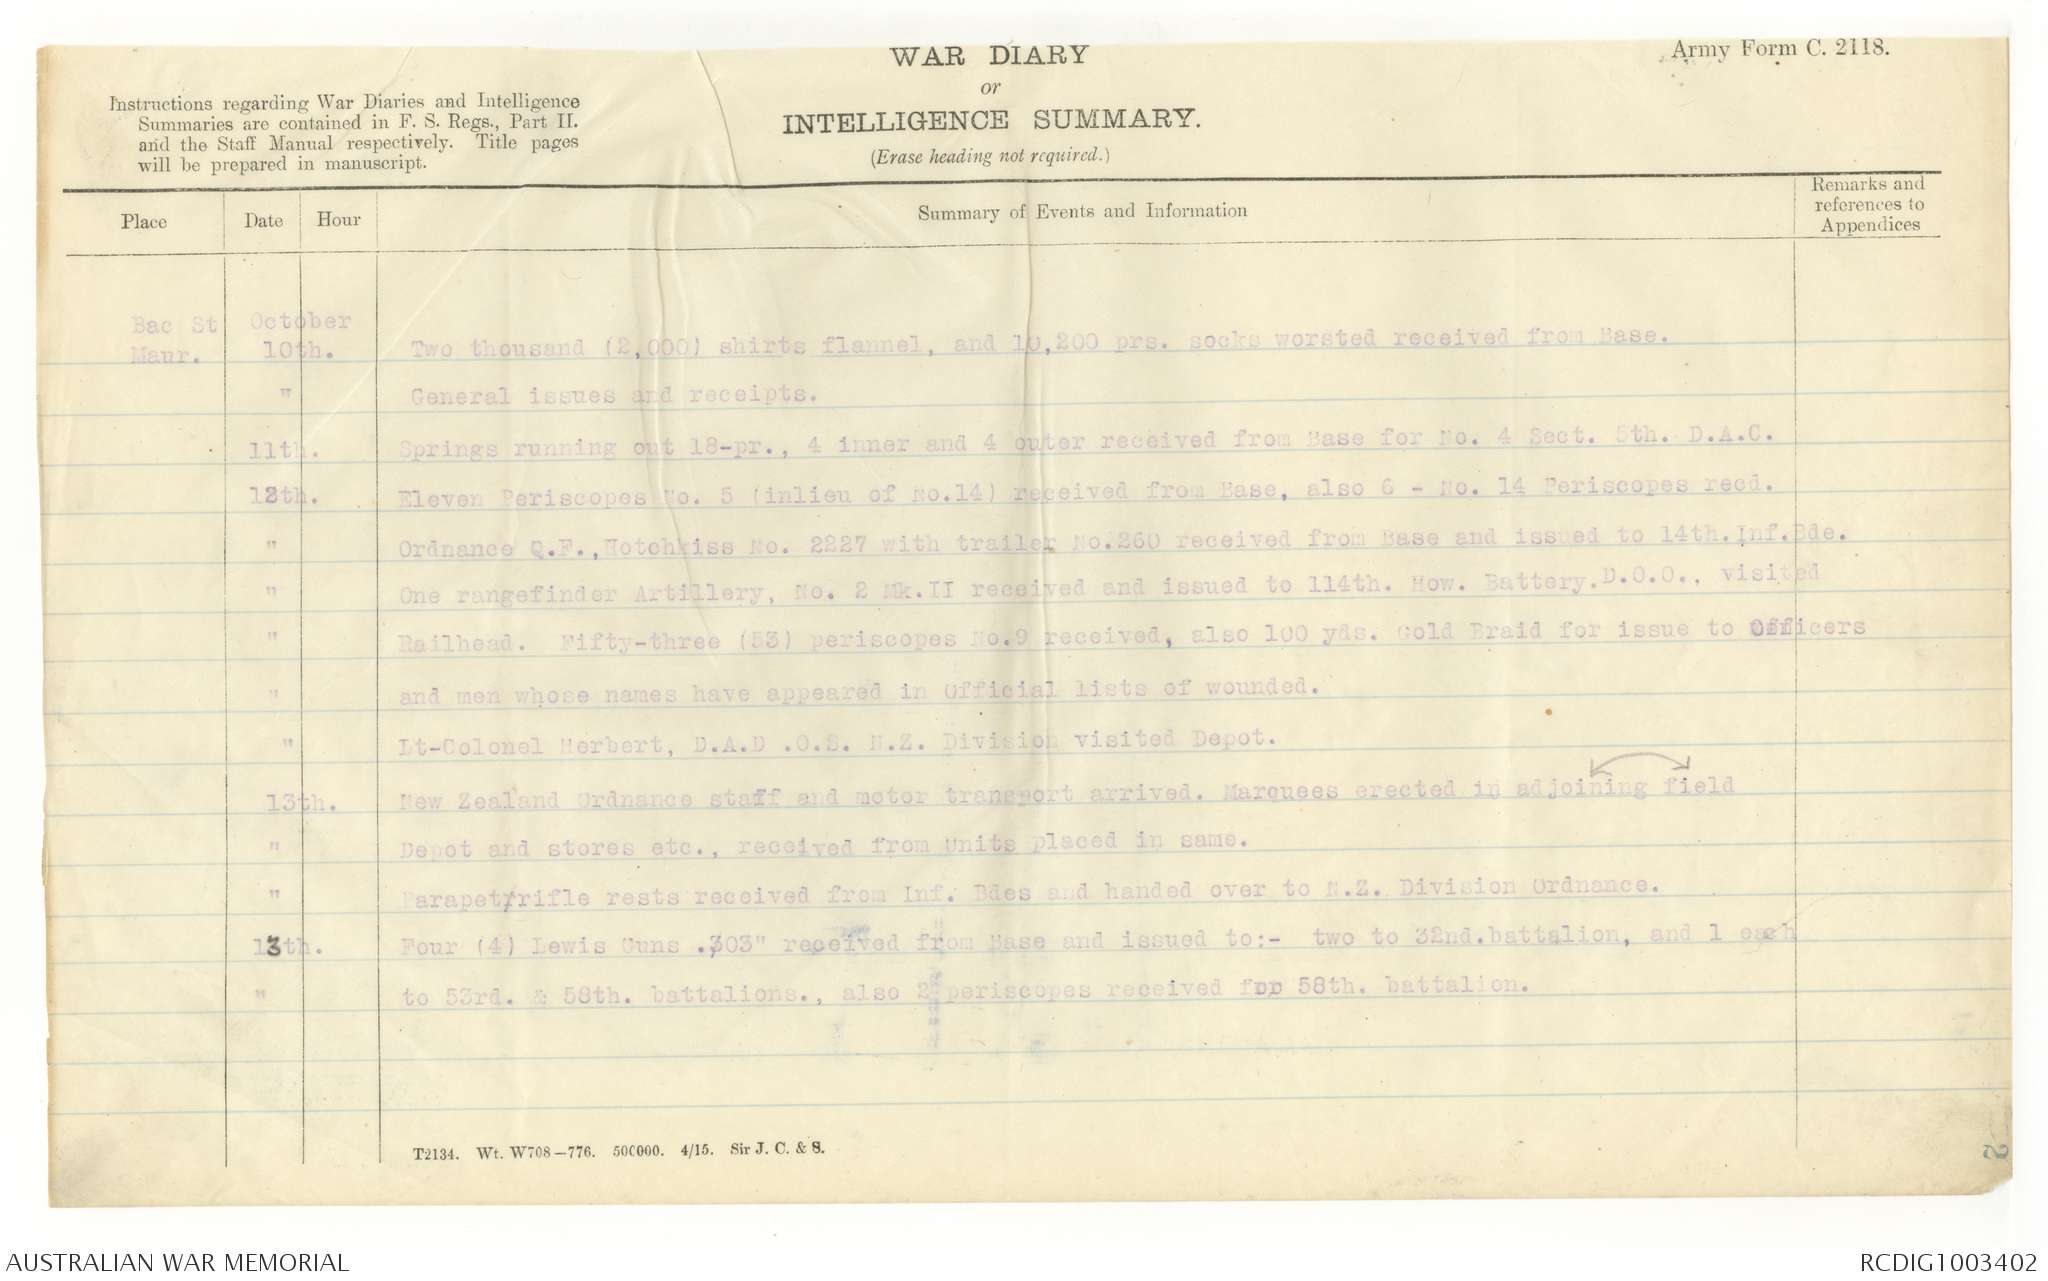 WAR DIARY
or
INTELLIGENCE SUMMARY.
(Erase heading not required.)
Army Form C. 2118.
Instructions regarding War Diaries and Intelligence
Summaries are contained in F. S. Regs., Part II.
and the Staff Manual respectively. Title pages
will be prepared in manuscript.
Place Date Hour Summary of Events and Information Remarks and
references to
Appendices
Bac St October
Maur. 10th. Two thousand (2,000) shirts flannel, and 10,200 prs. socks worsted received from Base.
" General issues and receipts.
11th. Springs running out 18-pr., 4 inner and 4 outer received from Base for No. 4 Sect. 5th. D.A.C.
12th. Eleven Periscopes No. 5 (inlieu of No.14) received from Base, also 6 - No. 14 Periscopes recd.
" Ordnance Q.F.,Hotchkiss No. 2227 with trailer No.260 received from Base and issued to 14th.Inf.Bde.
" One rangefinder Artillery, No. 2 Mk.II received and issued to 114th. How. Battery.D.O.O., visited
" Railhead. Fifty-three (53) periscopes No.9 received, also 100 yds. Gold Braid for issue to Officers
" and men whose names have appeared in Official lists of wounded.
" Lt-Colonel Herbert, D.A.D .O.S. N.Z. Division visited Depot.
13th. New Zealand Ordnance staff and motor transport arrived. Marquees erected in adjoining field
" Depot and stores etc., received from Units placed in same.
" Parapet/rifle rests received from Inf. Bdes and handed over to N.Z. Division Ordnance.
13th. Four (4) Lewis Guns .303" received from Base and issued to:- two to 32nd.battalion, and 1 each
" to 53rd. & 58th. battalions., also 2 periscopes received for 58th. battalion.
T2134. Wt. W708-776. 500000. 4/15. Sir J. C. & S.
AUSTRALIAN WAR MEMORIAL
RCDIG1003402